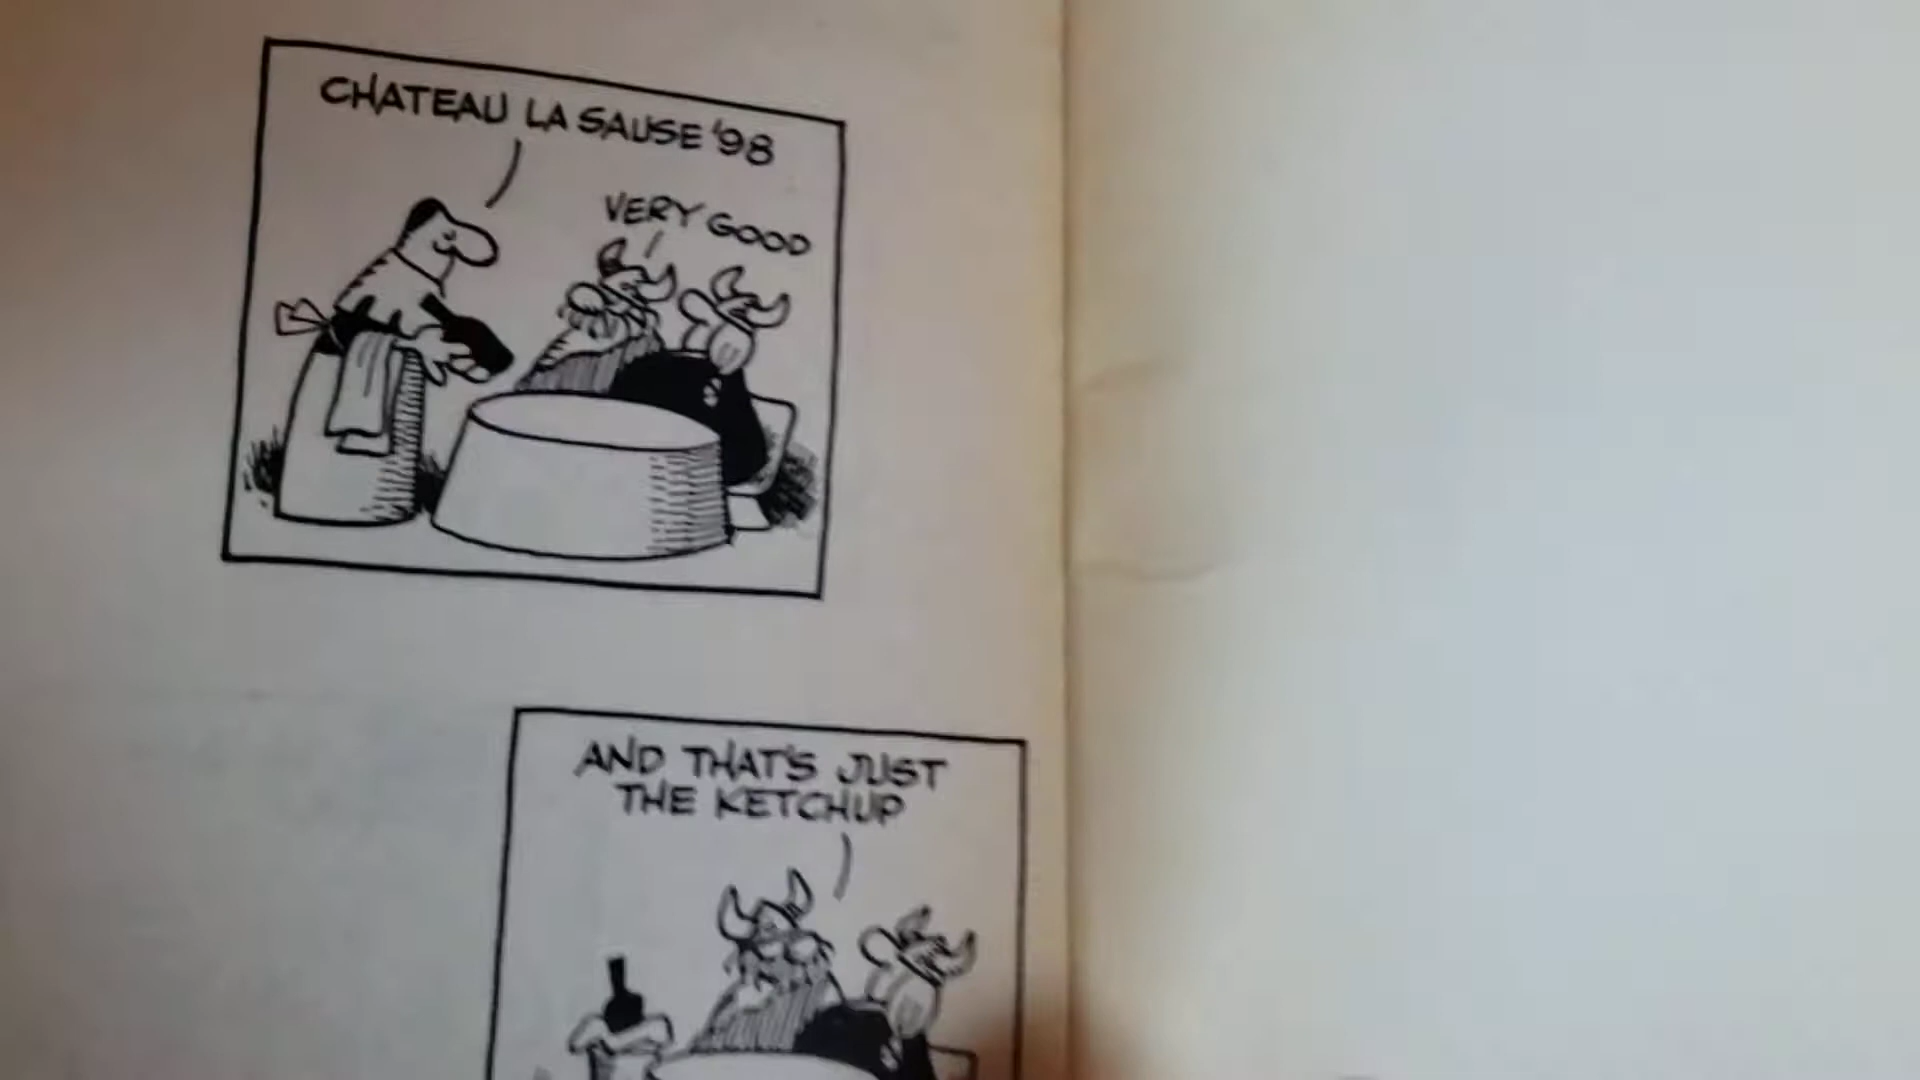 CHATEAU LA SAUSE '98
VERY GOOD
AND THAT'S JUST
THE KETCHUP